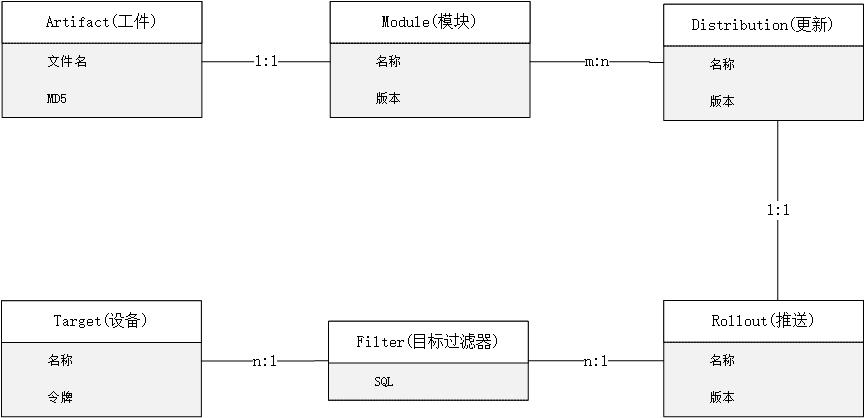 Artifact(工件)
文件名
MD5
1:1
Module(模块)
名称
版本
m:n
Distribution(更新)
名称
版本
1:1
Target(设备)
名称
令牌
n:1
Filter(目标过滤器)
SQL
n:1
Rollout(推送)
名称
版本